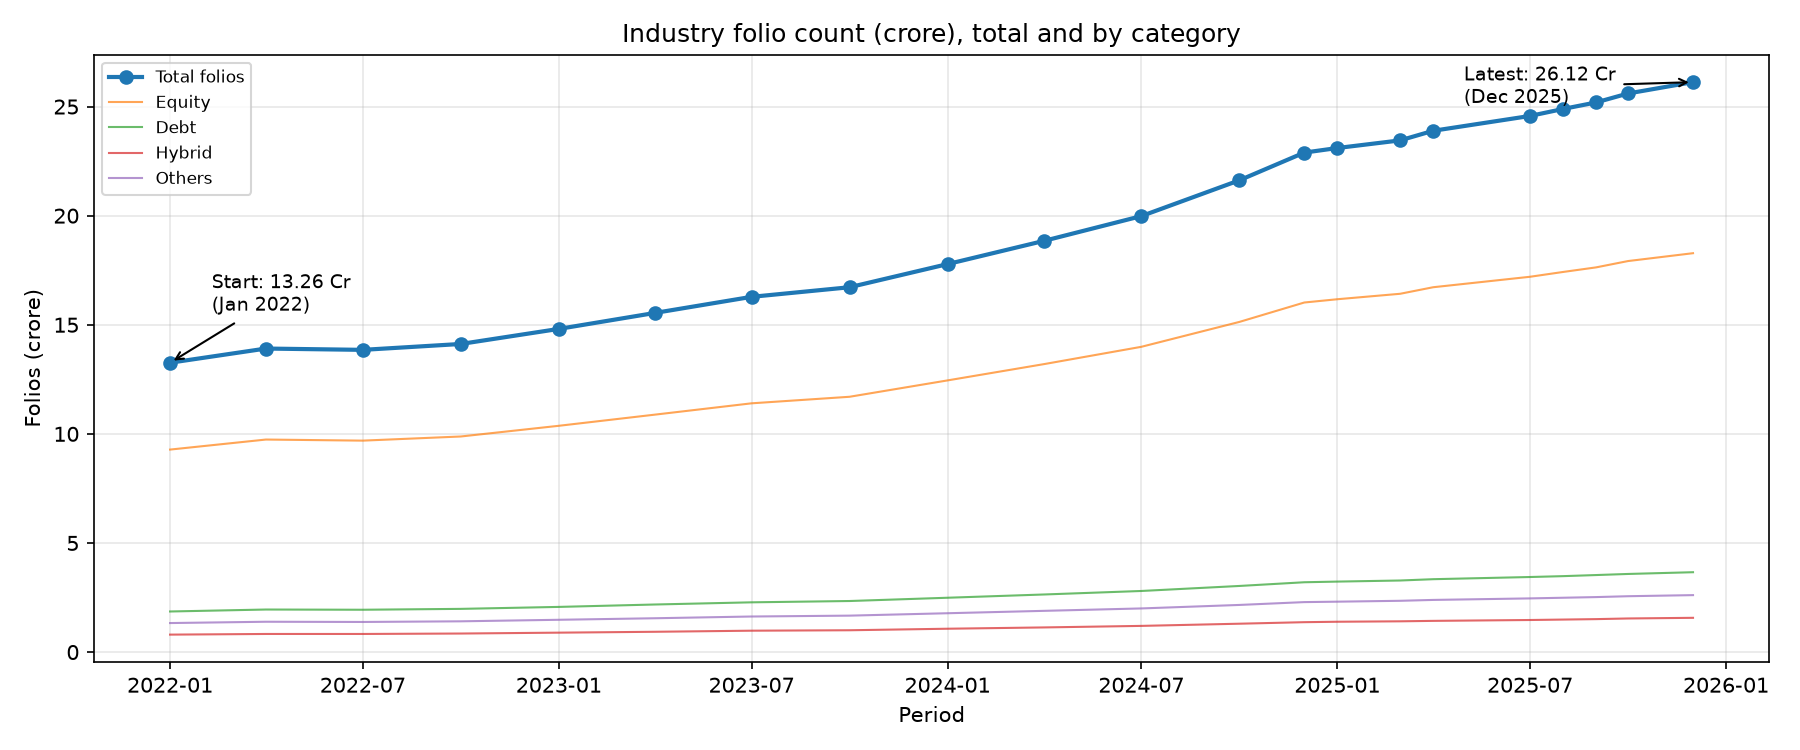 Industry folio count (crore), total and by category
Total folios
Equity
Debt
Hybrid
Others
Latest: 26.12 Cr
(Dec 2025)
Start: 13.26 Cr
(Jan 2022)
Folios (crore)
25
20
15
10
5
0
2022-01
2022-07
2023-01
2023-07
2024-01
2024-07
2025-01
2025-07
2026-01
Period